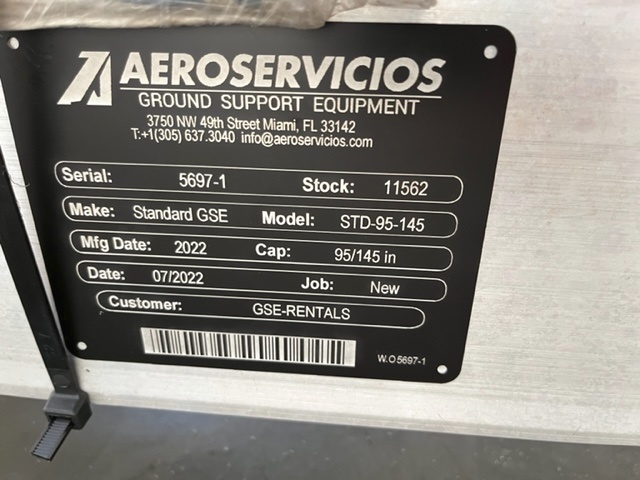 AEROSERVICIOS
GROUND SUPPORT EQUIPMENT
3750 NW 49th Street Miami, FL 33142
T:+1(305) 637.3040 info@aeroservicios.com
Serial: 5697-1 Stock: 11562
Make: Standard GSE Model: STD-95-145
Mfg Date: 2022 Cap: 95/145 in
Date: 07/2022 Job: New
Customer: GSE-RENTALS
W.O 5697-1